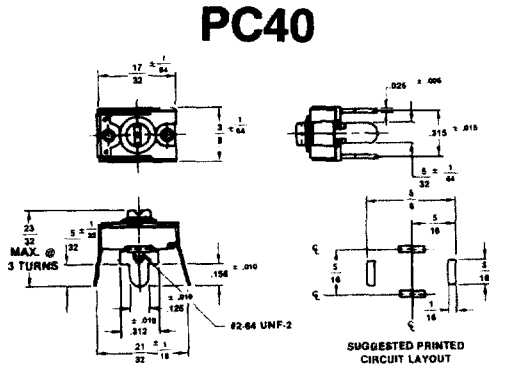 PC40
17/32 ± 1/64
.025 ± .005
3/8 ± 1/64
.315 ± .015
5/32 ± 1/64
23/32
MAX. @
3 TURNS
5/32 ± 1/32
.156 ± .010
± .010
.125
± .010
.312
#2-64 UNF-2
21/32 ± 1/16
5/8
5/16
℄
5/16
5/16
℄
1/16
℄
SUGGESTED PRINTED
CIRCUIT LAYOUT